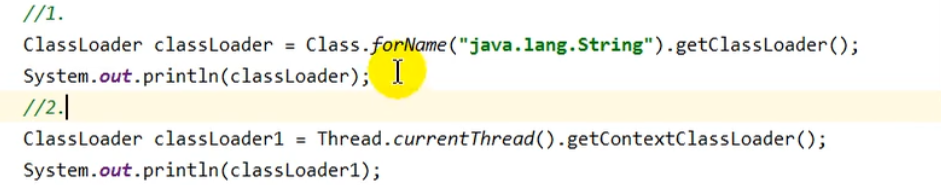 //1.
ClassLoader classLoader = Class.forName("java.lang.String").getClassLoader();
System.out.println(classLoader);
//2.
ClassLoader classLoader1 = Thread.currentThread().getContextClassLoader();
System.out.println(classLoader1);